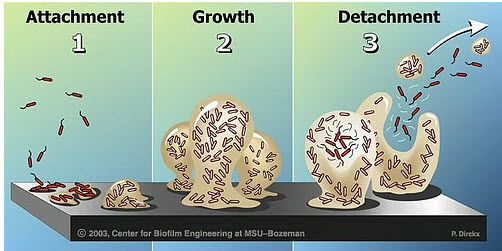 Attachment
1
Growth
2
Detachment
3
© 2003, Center for Biofilm Engineering at MSU–Bozeman
P. Dirckx